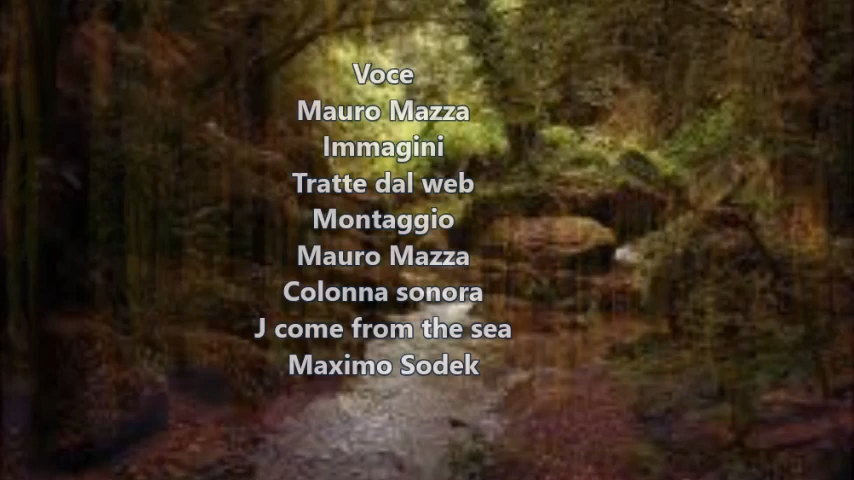 Voce
Mauro Mazza
Immagini
Tratte dal web
Montaggio
Mauro Mazza
Colonna sonora
J come from the sea
Maximo Sodek